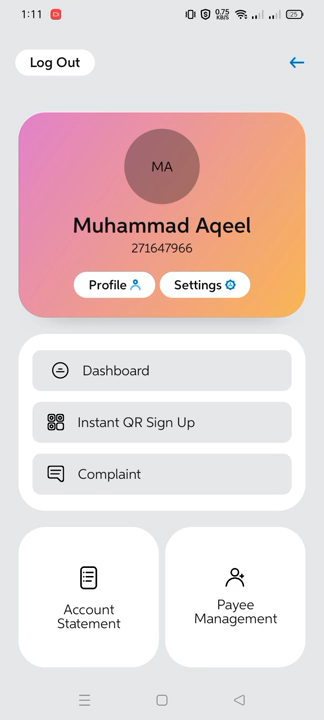 1:11
0.75
KB/S
25
Log Out
MA
Muhammad Aqeel
271647966
Profile
Settings
Dashboard
Instant QR Sign Up
Complaint
Account
Statement
Payee
Management